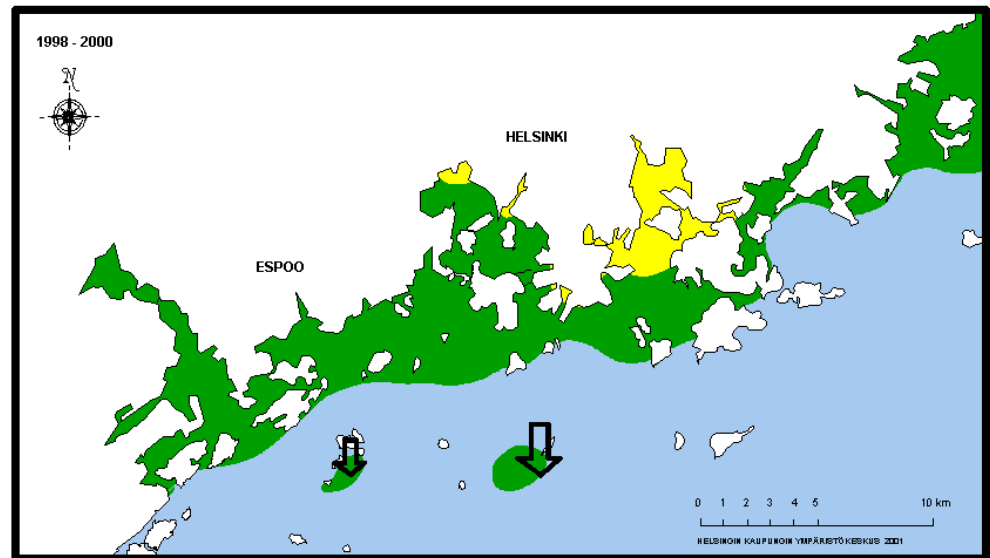 1998 - 2000
N
HELSINKI
ESPOO
0 1 2 3 4 5 10 km
HELSINGIN KAUPUNGIN YMPÄRISTÖKESKUS 2001